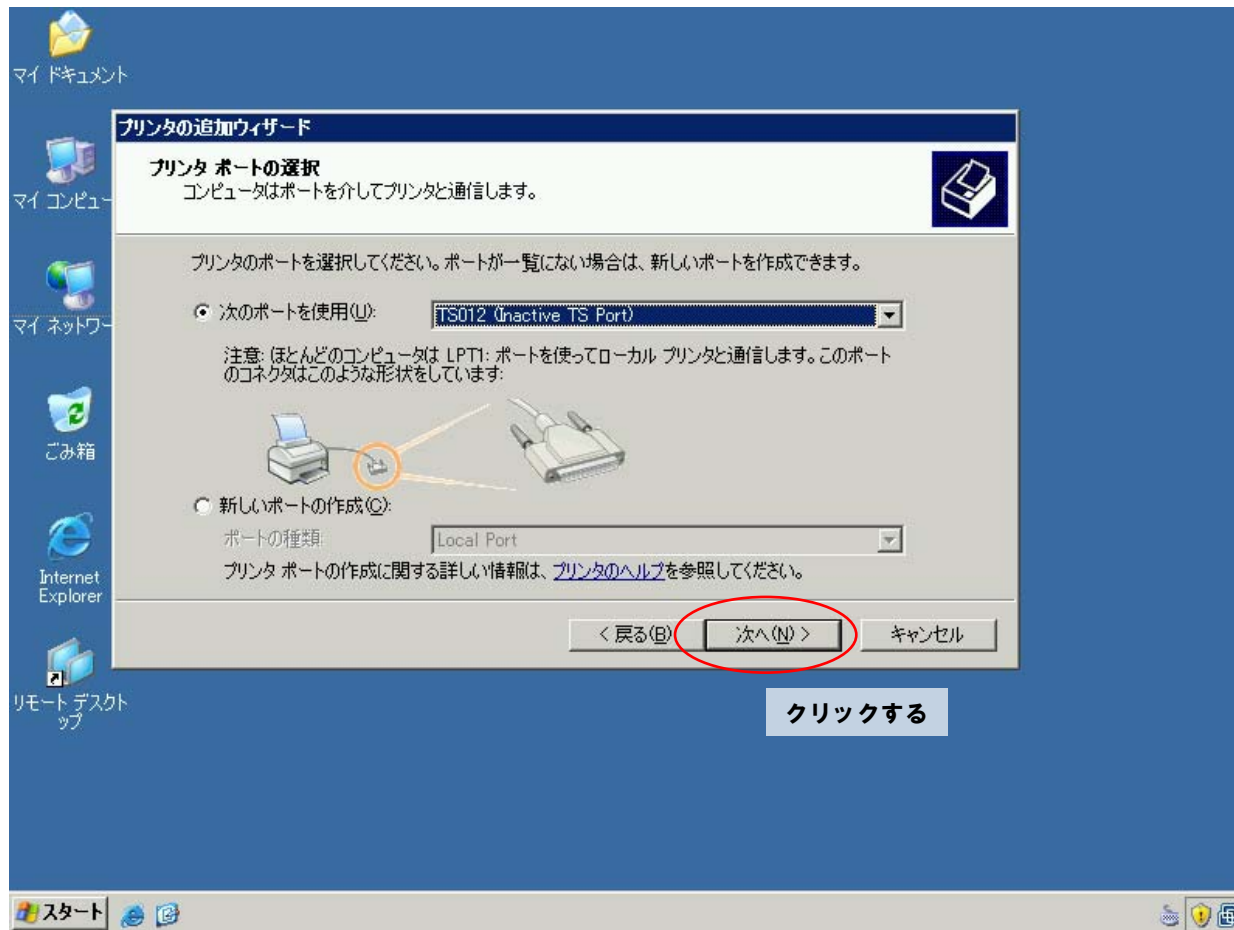 マイ ドキュメント
マイ コンピュー
マイ ネットワー
ごみ箱
Internet
Explorer
リモート デスクト
ップ
プリンタの追加ウィザード
プリンタ ポートの選択
コンピュータはポートを介してプリンタと通信します。
プリンタのポートを選択してください。ポートが一覧にない場合は、新しいポートを作成できます。
次のポートを使用(U):
TS012 (Inactive TS Port)
注意: ほとんどのコンピュータは LPT1: ポートを使ってローカル プリンタと通信します。このポート
のコネクタはこのような形状をしています:
新しいポートの作成(C):
ポートの種類:
Local Port
プリンタ ポートの作成に関する詳しい情報は、プリンタのヘルプを参照してください。
< 戻る(B)
次へ(N) >
キャンセル
クリックする
スタート